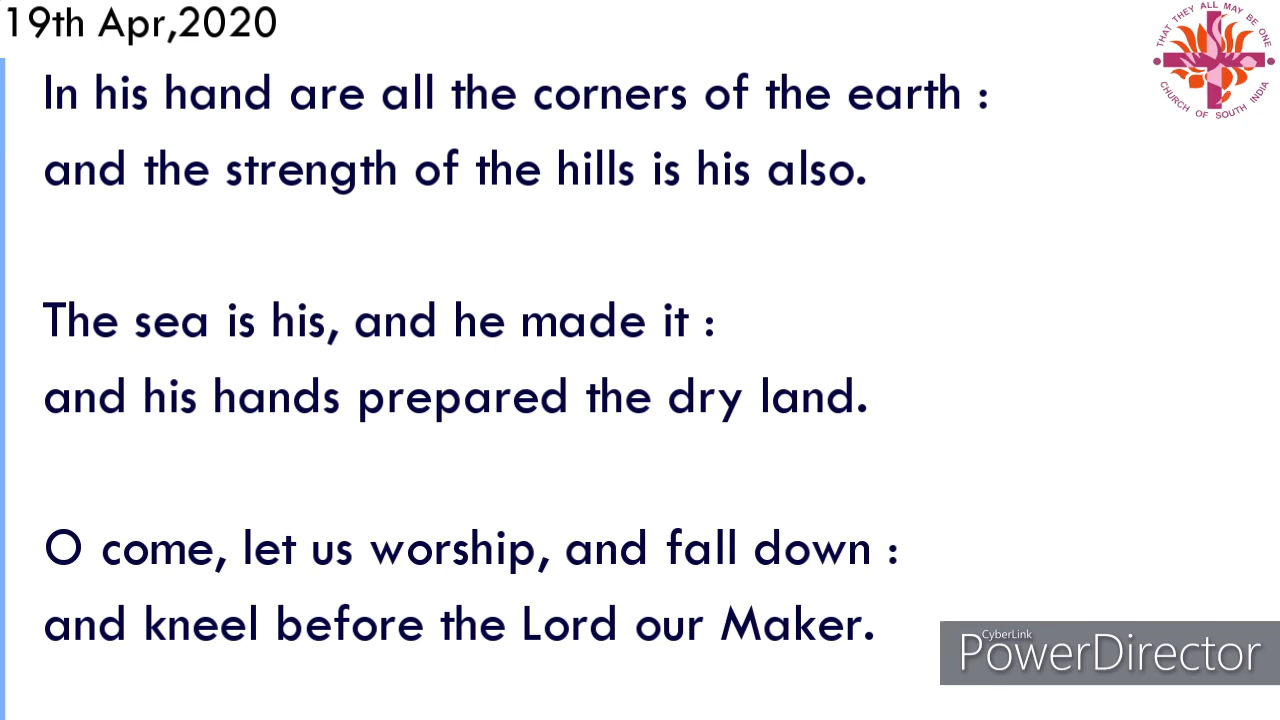 19th Apr,2020
THAT THEY ALL MAY BE ONE
CHURCH OF SOUTH INDIA
In his hand are all the corners of the earth :
and the strength of the hills is his also.
The sea is his, and he made it :
and his hands prepared the dry land.
O come, let us worship, and fall down :
and kneel before the Lord our Maker.
CyberLink
PowerDirector